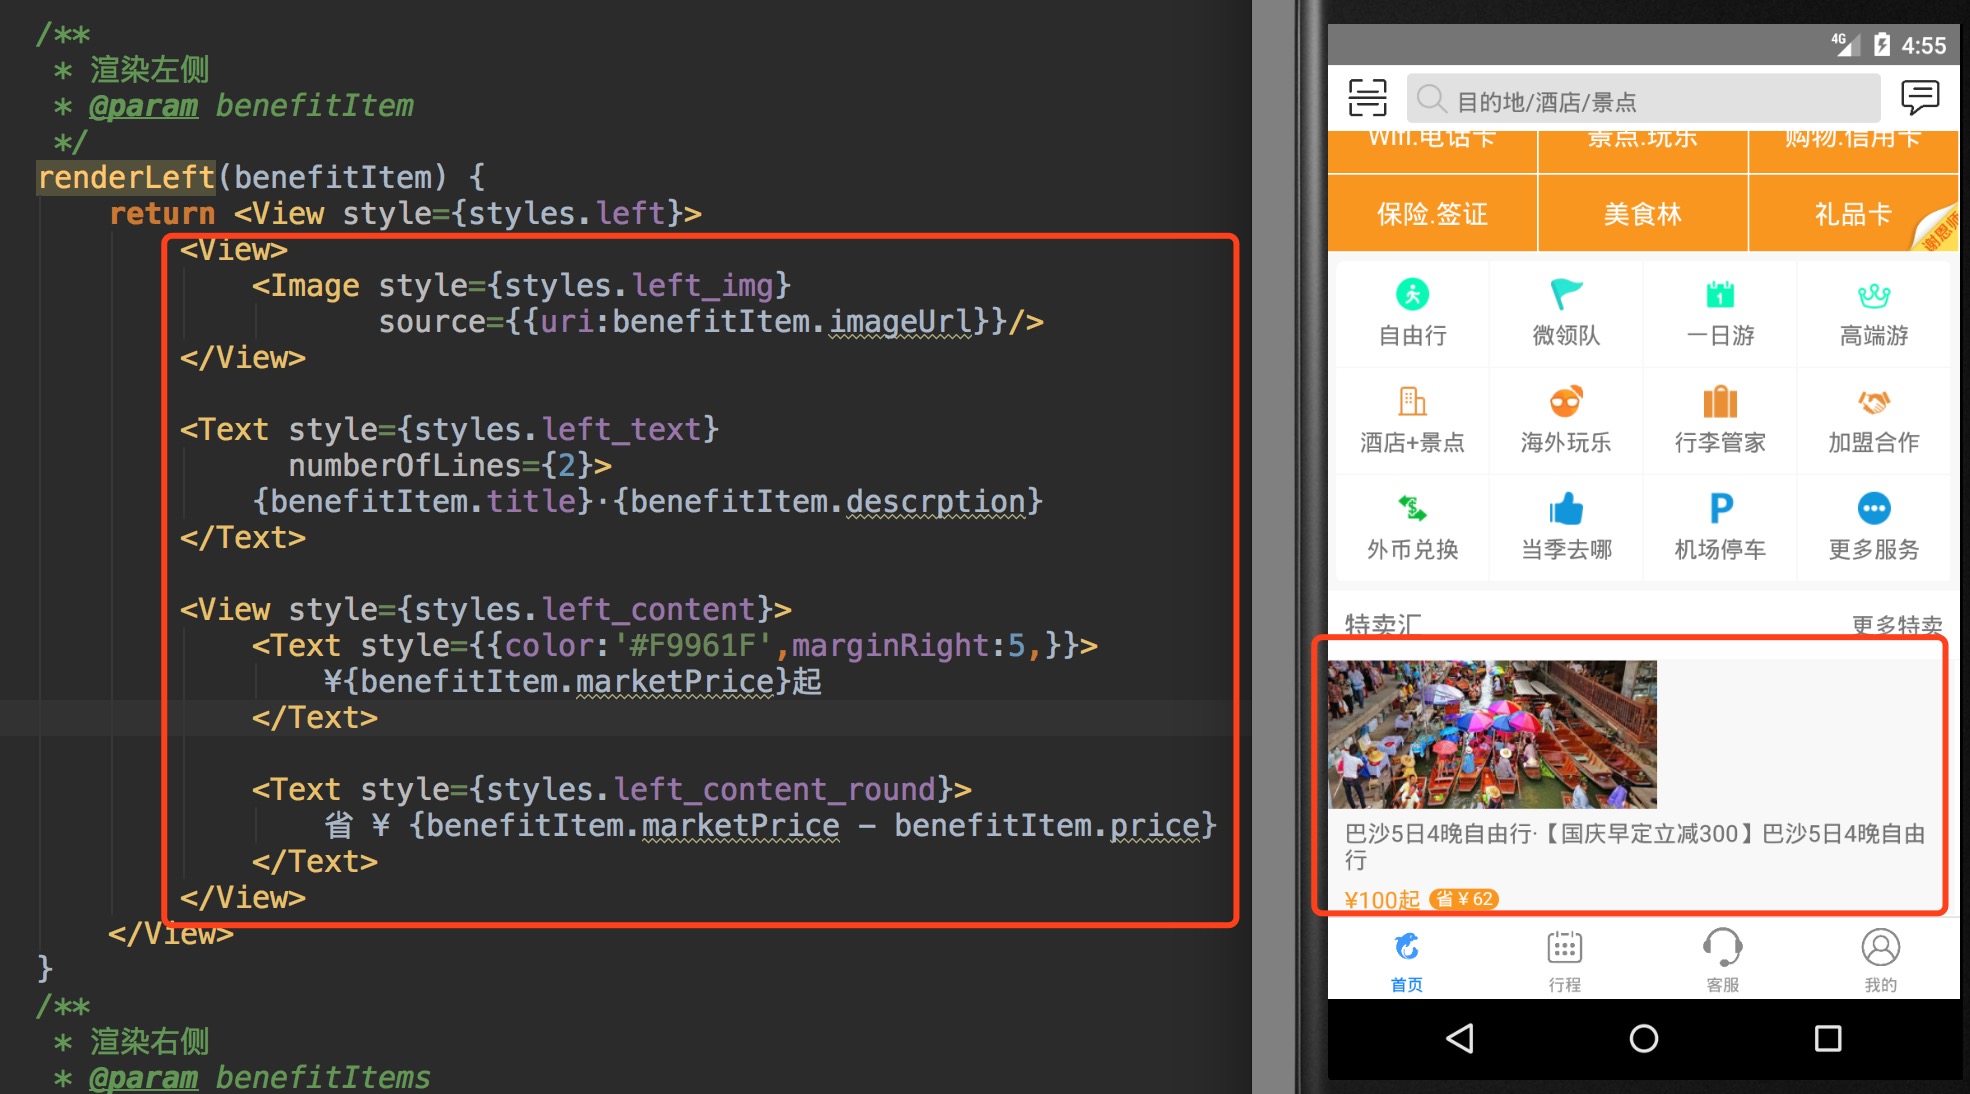 /**
* 渲染左侧
* @param benefitItem
*/
renderLeft(benefitItem) {
return <View style={styles.left}>
<View>
<Image style={styles.left_img}
source={{uri:benefitItem.imageUrl}}/>
</View>
<Text style={styles.left_text}
numberOfLines={2}>
{benefitItem.title}·{benefitItem.descrption}
</Text>
<View style={styles.left_content}>
<Text style={{color:'#F9961F',marginRight:5,}}>
¥{benefitItem.marketPrice}起
</Text>
<Text style={styles.left_content_round}>
省 ¥ {benefitItem.marketPrice - benefitItem.price}
</Text>
</View>
</View>
}
/**
* 渲染右侧
* @param benefitItems
4G 4:55
目的地/酒店/景点
Wifi.电话卡 景点.玩乐 购物.信用卡
保险.签证 美食林 礼品卡
谢恩师
自由行 微领队 1 一日游 高端游
酒店+景点 海外玩乐 行李管家 加盟合作
$ P
外币兑换 当季去哪 机场停车 更多服务
特卖汇 更多特卖
巴沙5日4晚自由行·【国庆早定立减300】巴沙5日4晚自由
行
¥100起 省 ¥ 62
首页 行程 客服 我的